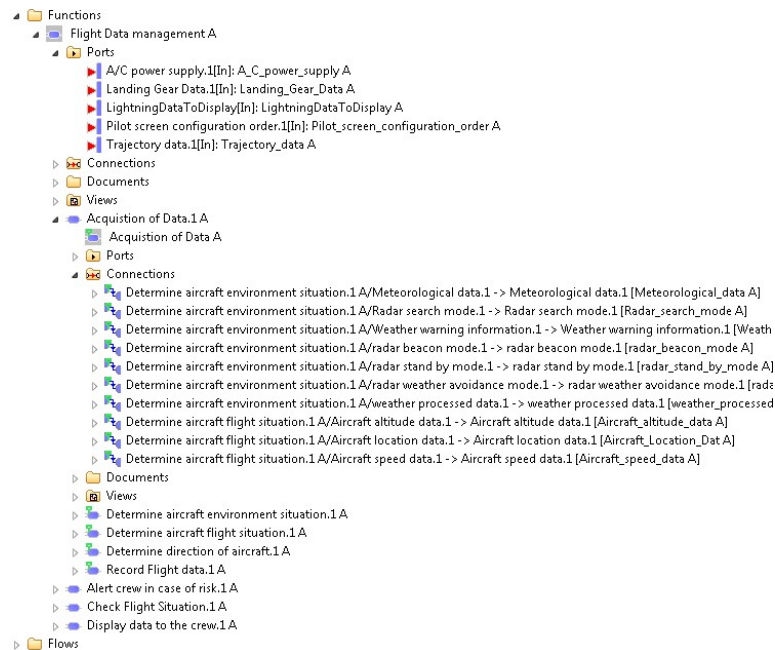 Functions
Flight Data management A
Ports
A/C power supply.1[In]: A_C_power_supply A
Landing Gear Data.1[In]: Landing_Gear_Data A
LightningDataToDisplay[In]: LightningDataToDisplay A
Pilot screen configuration order.1[In]: Pilot_screen_configuration_order A
Trajectory data.1[In]: Trajectory_data A
Connections
Documents
Views
Acquistion of Data.1 A
Acquistion of Data A
Ports
Connections
Determine aircraft environment situation.1 A/Meteorological data.1 -> Meteorological data.1 [Meteorological_data A]
Determine aircraft environment situation.1 A/Radar search mode.1 -> Radar search mode.1 [Radar_search_mode A]
Determine aircraft environment situation.1 A/Weather warning information.1 -> Weather warning information.1 [Weath
Determine aircraft environment situation.1 A/radar beacon mode.1 -> radar beacon mode.1 [radar_beacon_mode A]
Determine aircraft environment situation.1 A/radar stand by mode.1 -> radar stand by mode.1 [radar_stand_by_mode A]
Determine aircraft environment situation.1 A/radar weather avoidance mode.1 -> radar weather avoidance mode.1 [rada
Determine aircraft environment situation.1 A/weather processed data.1 -> weather processed data.1 [weather_processed
Determine aircraft flight situation.1 A/Aircraft altitude data.1 -> Aircraft altitude data.1 [Aircraft_altitude_data A]
Determine aircraft flight situation.1 A/Aircraft location data.1 -> Aircraft location data.1 [Aircraft_Location_Dat A]
Determine aircraft flight situation.1 A/Aircraft speed data.1 -> Aircraft speed data.1 [Aircraft_speed_data A]
Documents
Views
Determine aircraft environment situation.1 A
Determine aircraft flight situation.1 A
Determine direction of aircraft.1 A
Record Flight data.1 A
Alert crew in case of risk.1 A
Check Flight Situation.1 A
Display data to the crew.1 A
Flows